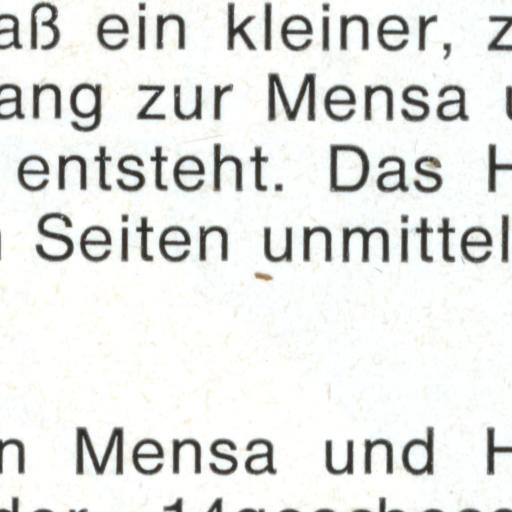 aß ein kleiner, z
ang zur Mensa u
entsteht. Das H
n Seiten unmittel
n Mensa und H
der 14geschoss